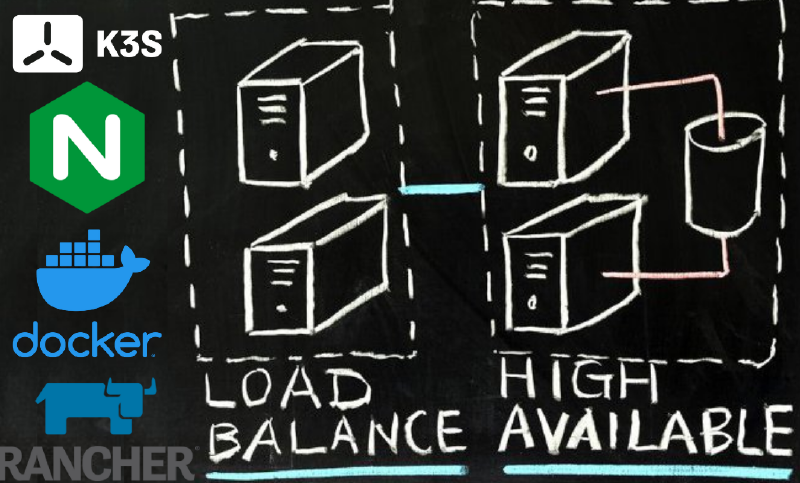 K3S
N
docker
RANCHER®
LOAD
BALANCE
HIGH
AVAILABLE